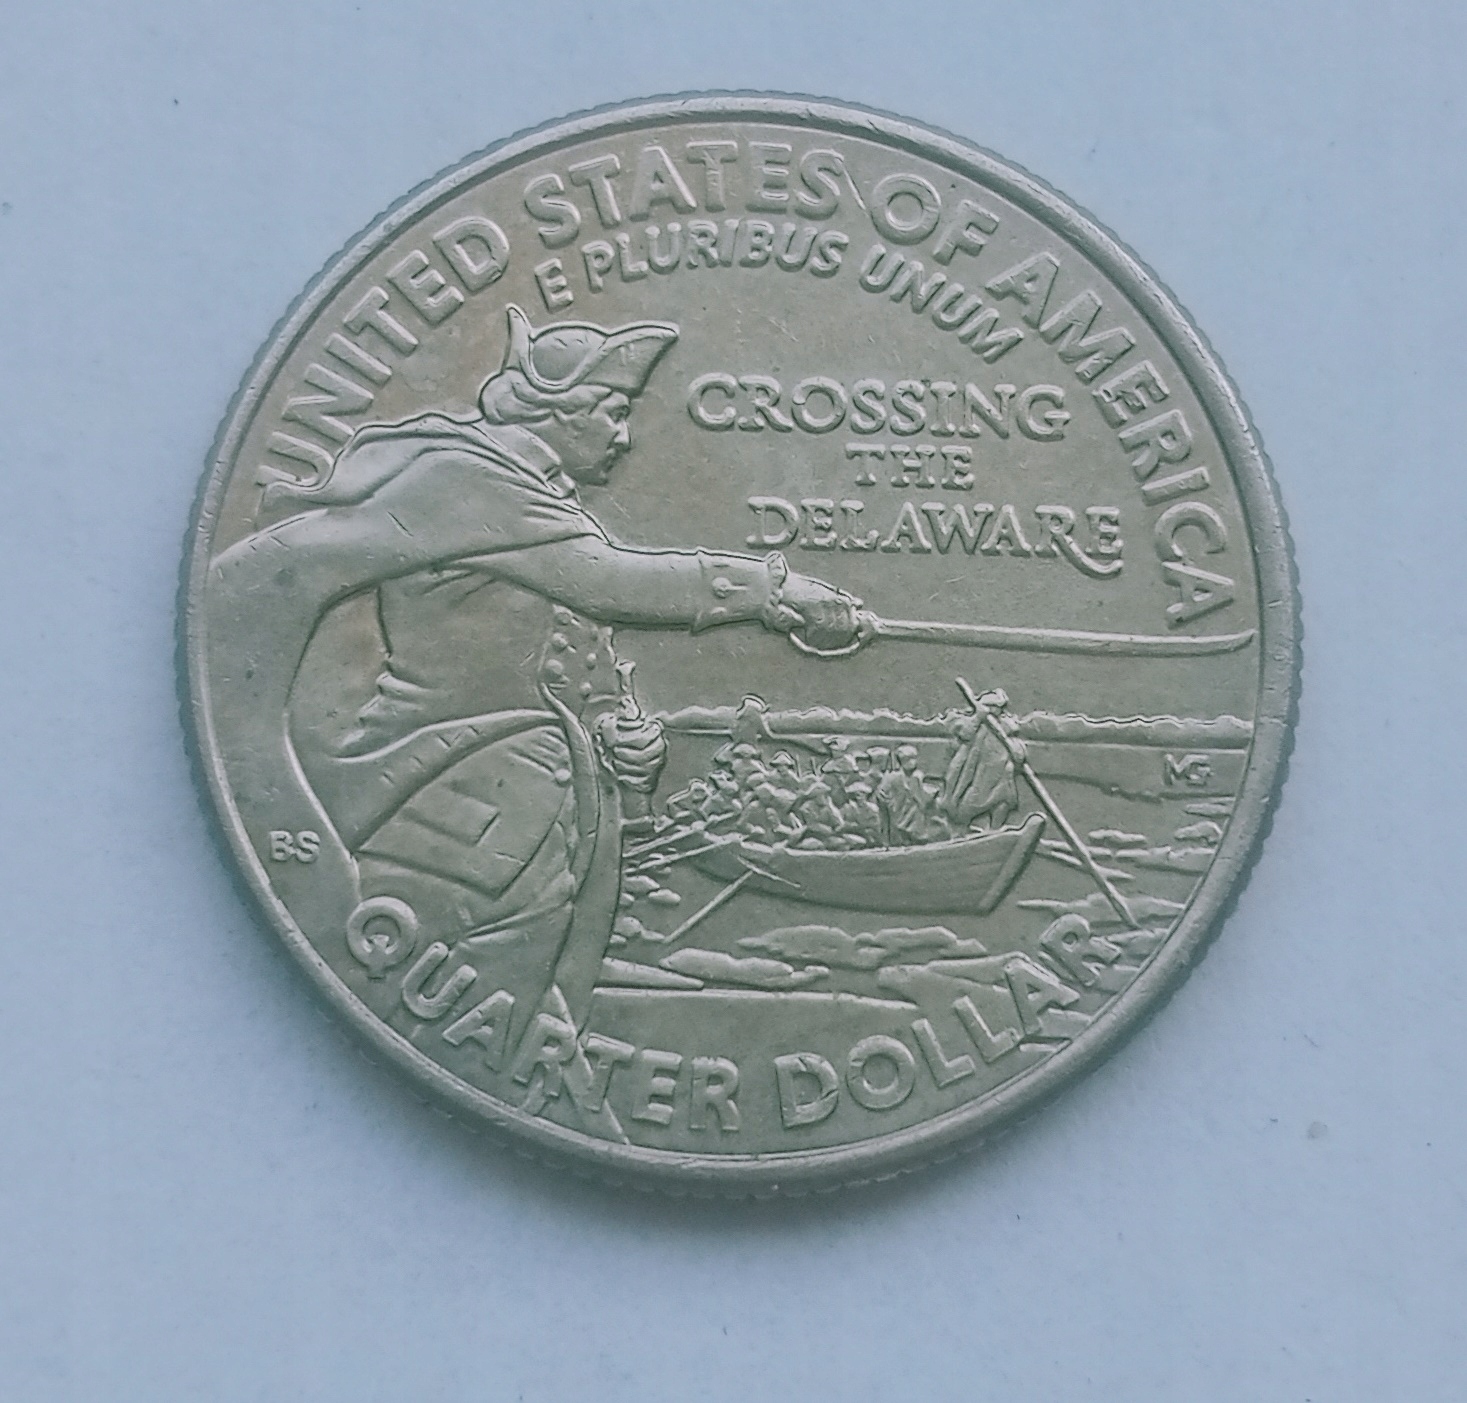 UNITED STATES OF AMERICA
E PLURIBUS UNUM
CROSSING
THE
DELAWARE
MG
BS
QUARTER DOLLAR